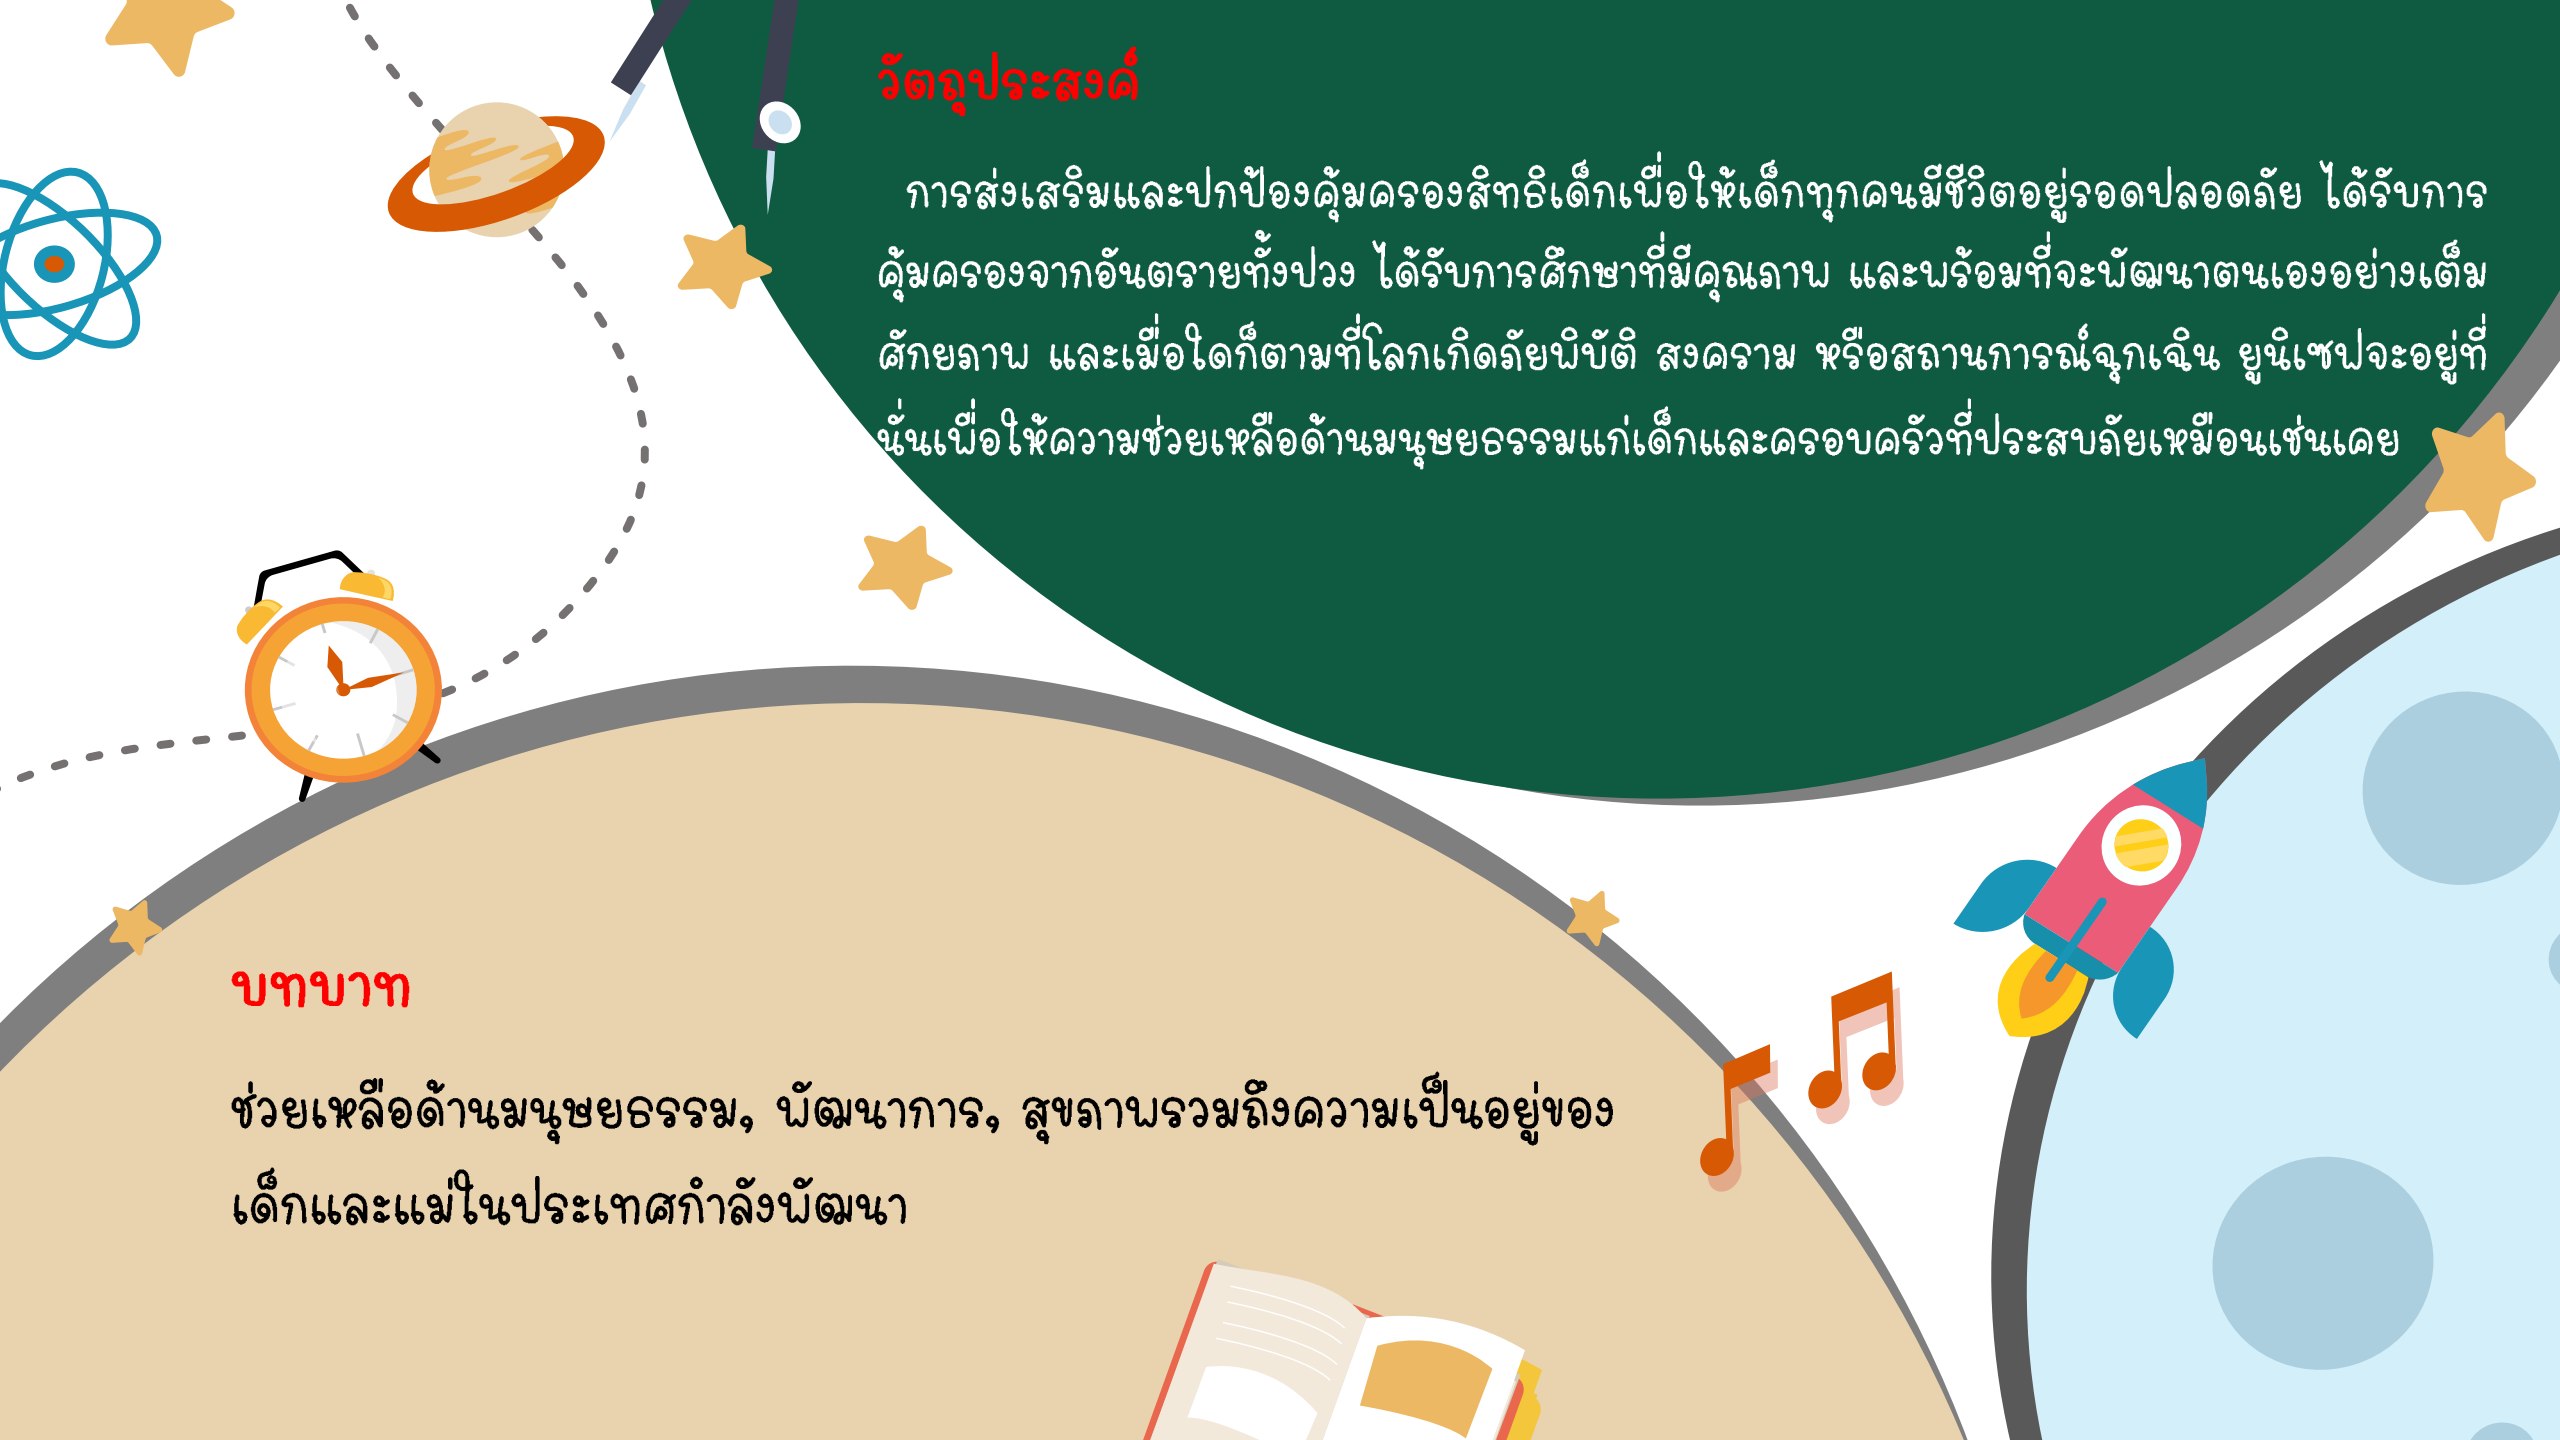 วัตถุประสงค์
การส่งเสริมและปกป้องคุ้มครองสิทธิเด็กเพื่อให้เด็กทุกคนมีชีวิตอยู่รอดปลอดภัย ได้รับการ
คุ้มครองจากอันตรายทั้งปวง ได้รับการศึกษาที่มีคุณภาพ และพร้อมที่จะพัฒนาตนเองอย่างเต็ม
ศักยภาพ และเมื่อใดก็ตามที่โลกเกิดภัยพิบัติ สงคราม หรือสถานการณ์ฉุกเฉิน ยูนิเซฟจะอยู่ที่
นั่นเพื่อให้ความช่วยเหลือด้านมนุษยธรรมแก่เด็กและครอบครัวที่ประสบภัยเหมือนเช่นเคย
บทบาท
ช่วยเหลือด้านมนุษยธรรม, พัฒนาการ, สุขภาพรวมถึงความเป็นอยู่ของ
เด็กและแม่ในประเทศกำลังพัฒนา